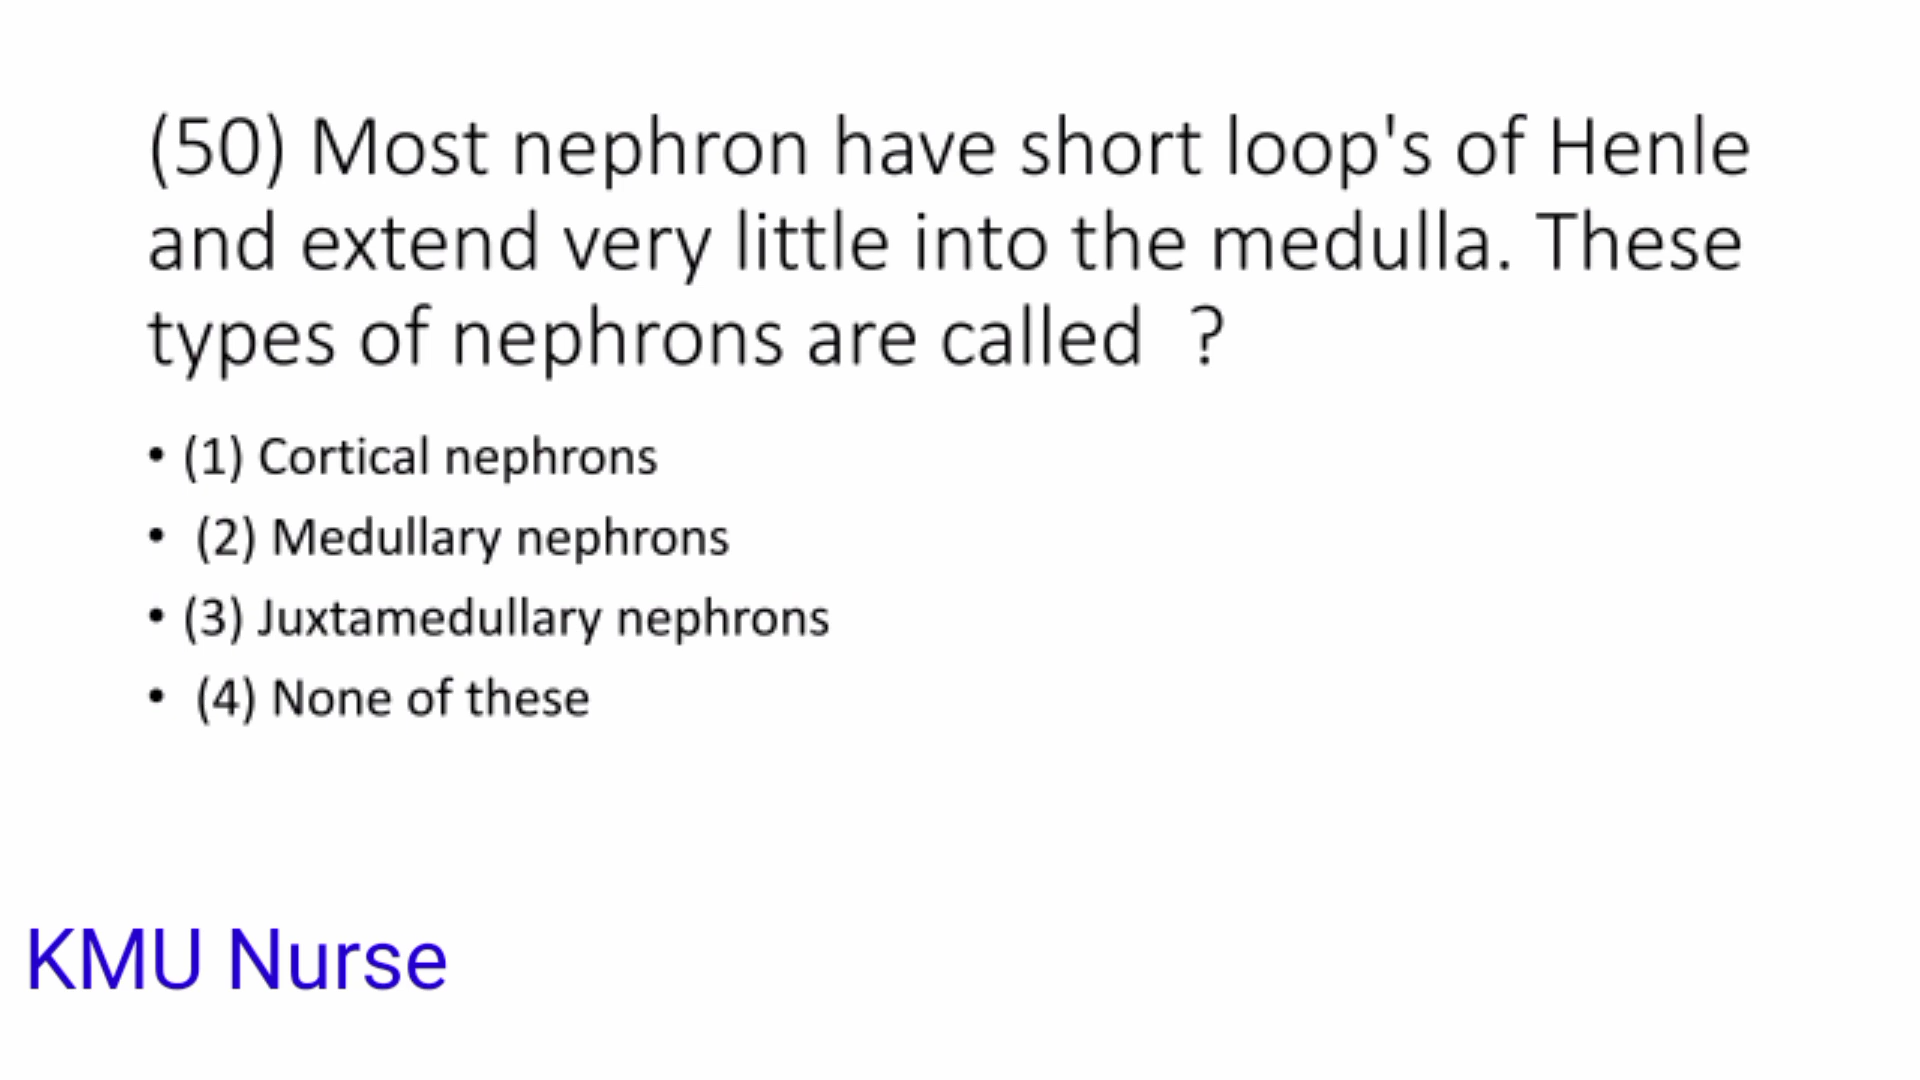 (50) Most nephron have short loop's of Henle
and extend very little into the medulla. These
types of nephrons are called  ?
• (1) Cortical nephrons
•  (2) Medullary nephrons
• (3) Juxtamedullary nephrons
•  (4) None of these
KMU Nurse